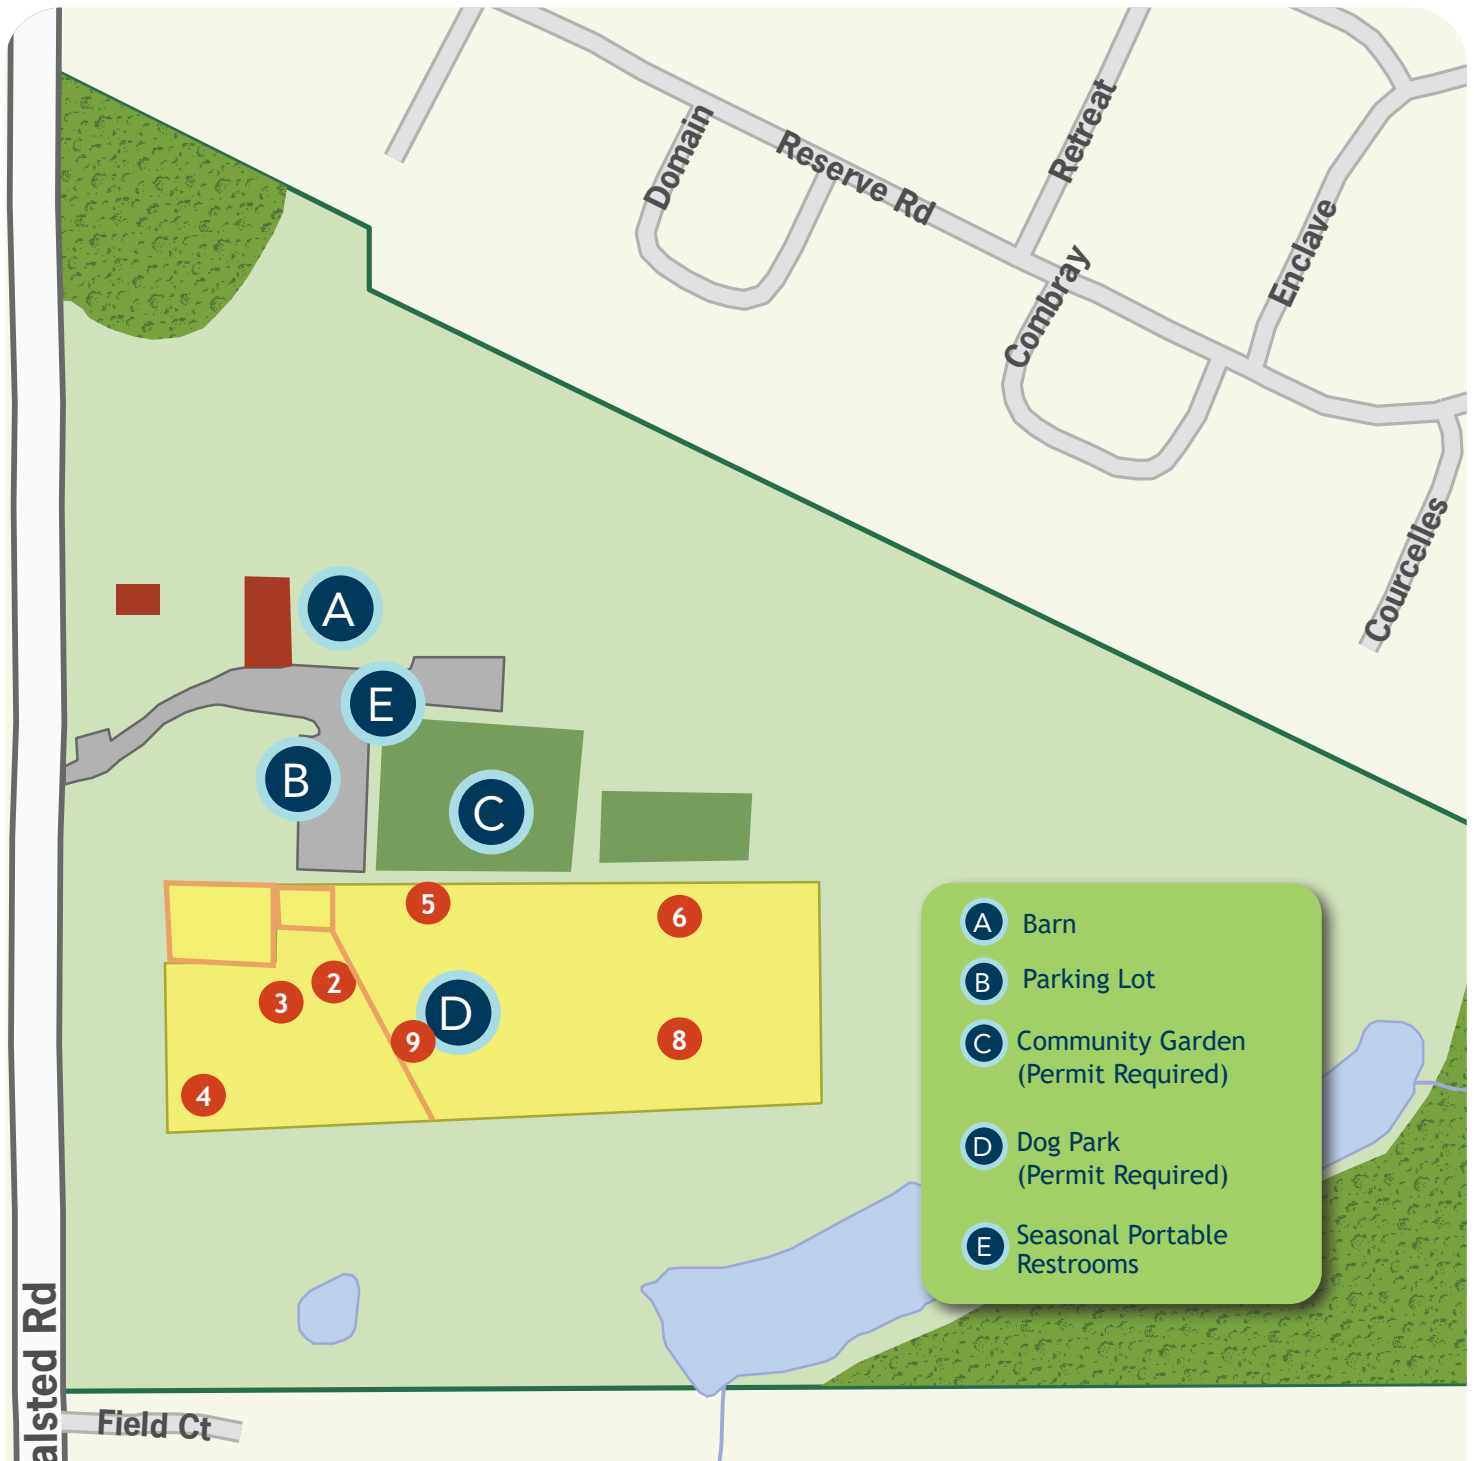 Domain
Reserve Rd
Retreat
Combray
Enclave
Courcelles
A
E
B
C
5
6
2
3
D
9
8
4
A Barn
B Parking Lot
C Community Garden
(Permit Required)
D Dog Park
(Permit Required)
E Seasonal Portable
Restrooms
alsted Rd
Field Ct